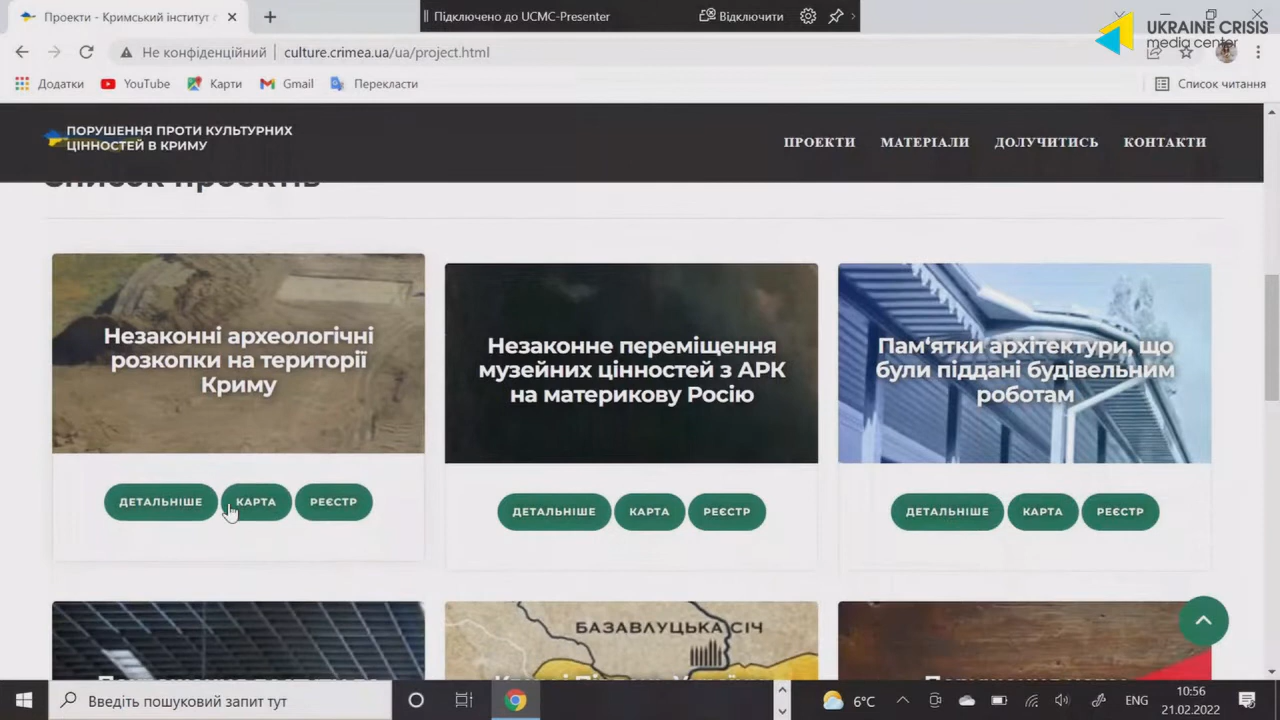 Проекти - Кримський інститут
Підключено до UCMC-Presenter
Відключити
UKRAINE CRISIS
media center
Не конфіденційний
culture.crimea.ua/ua/project.html
Додатки
YouTube
Карти
Gmail
Перекласти
Список читання
ПОРУШЕННЯ ПРОТИ КУЛЬТУРНИХ
ЦІННОСТЕЙ В КРИМУ
ПРОЕКТИ
МАТЕРІАЛИ
ДОЛУЧИТИСЬ
КОНТАКТИ
Список проєктів
Незаконні археологічні
розкопки на території
Криму
ДЕТАЛЬНІШЕ
КАРТА
РЕЄСТР
Незаконне переміщення
музейних цінностей з АРК
на материкову Росію
ДЕТАЛЬНІШЕ
КАРТА
РЕЄСТР
Пам‘ятки архітектури, що
були піддані будівельним
роботам
ДЕТАЛЬНІШЕ
КАРТА
РЕЄСТР
БАЗАВЛУЦЬКА СІЧ
Введіть пошуковий запит тут
6°C
ENG
10:56
21.02.2022